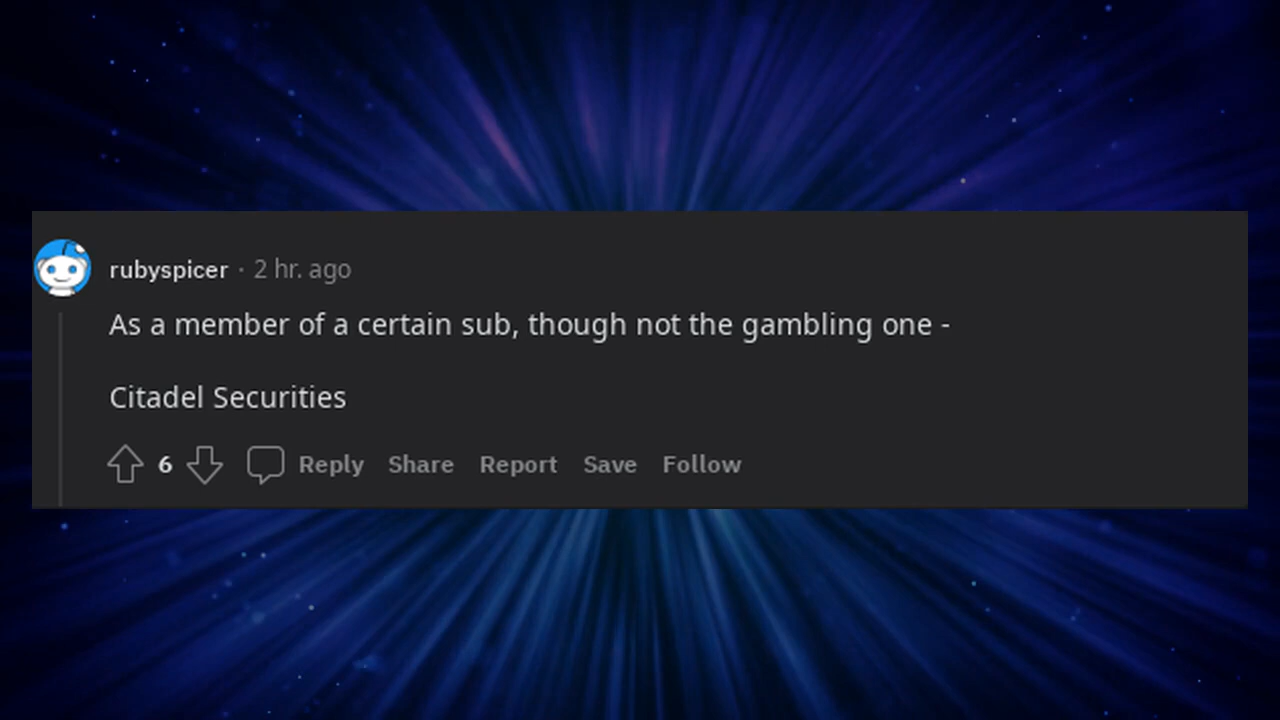 rubyspicer · 2 hr. ago
As a member of a certain sub, though not the gambling one -
Citadel Securities
6 Reply Share Report Save Follow